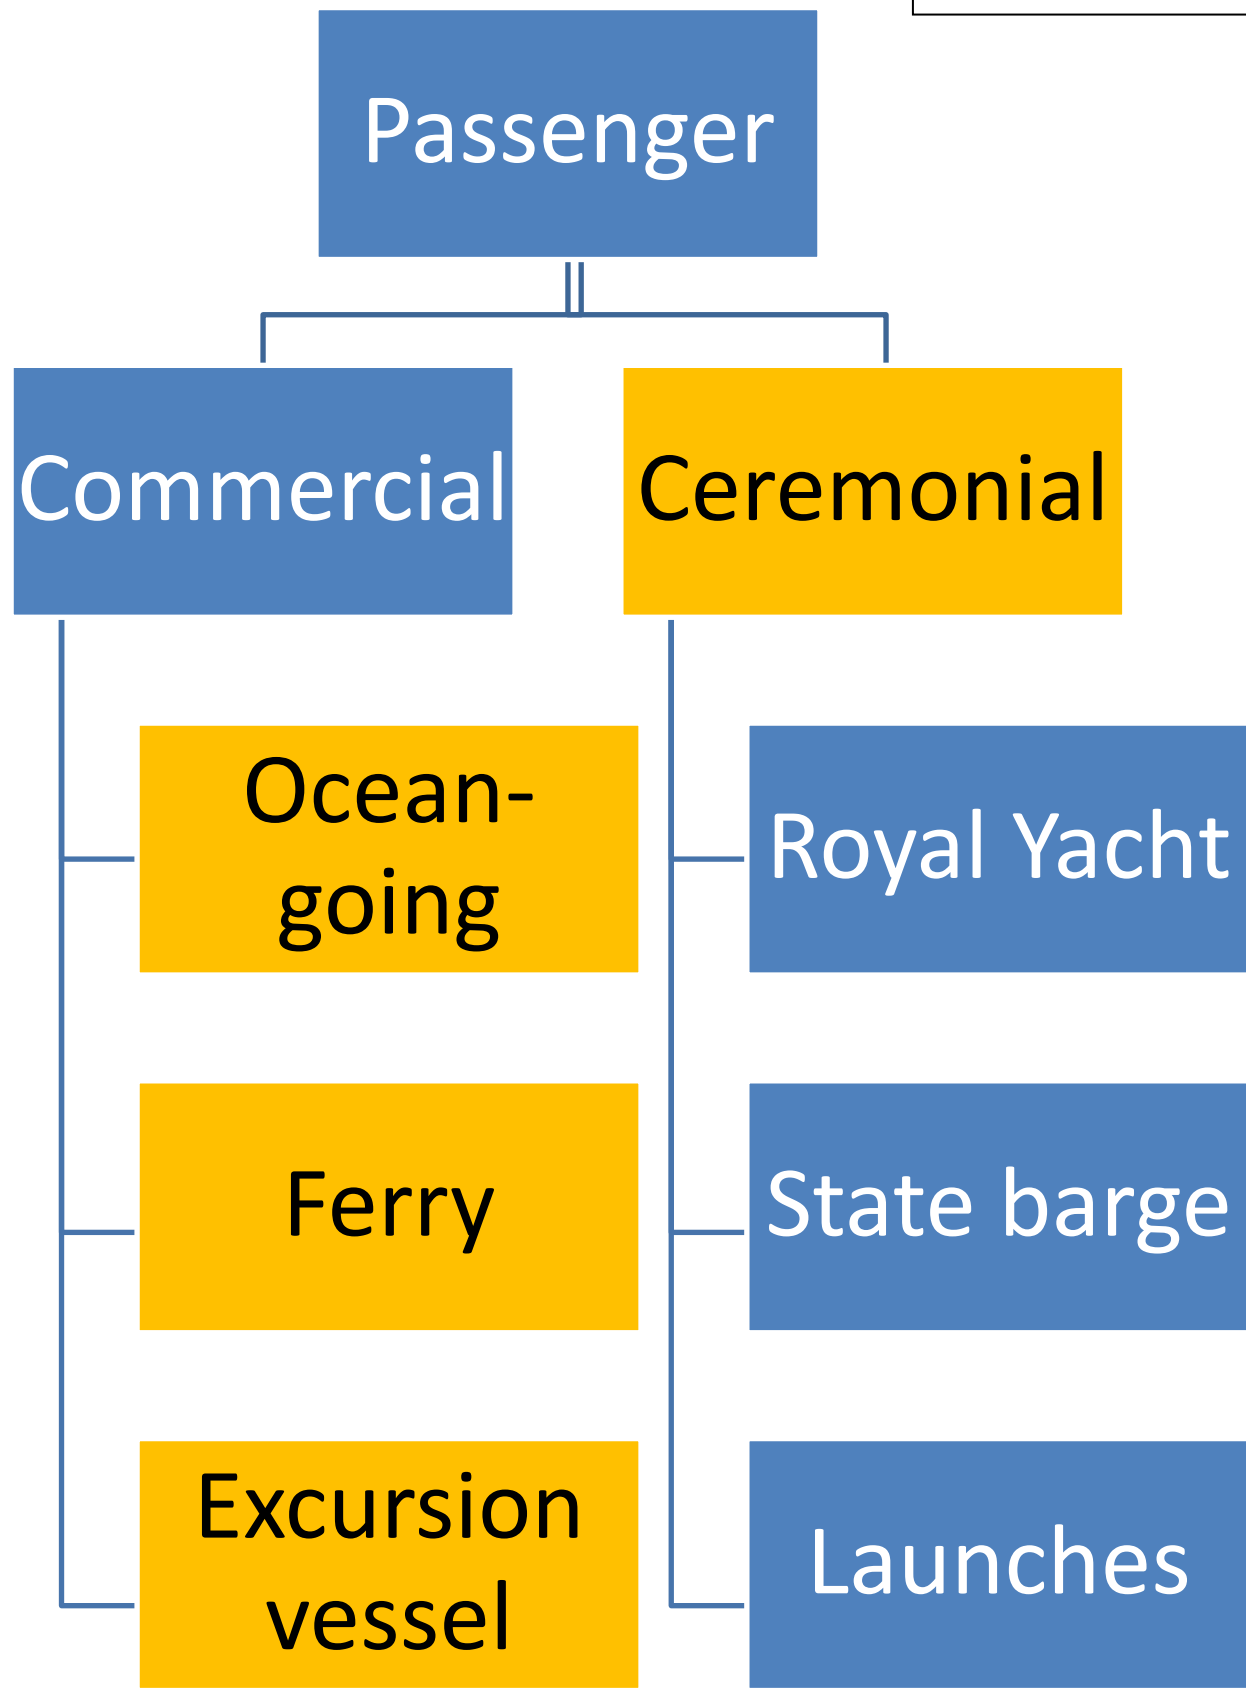 Passenger
Commercial
Ceremonial
Ocean-
going
Royal Yacht
Ferry
State barge
Excursion
vessel
Launches